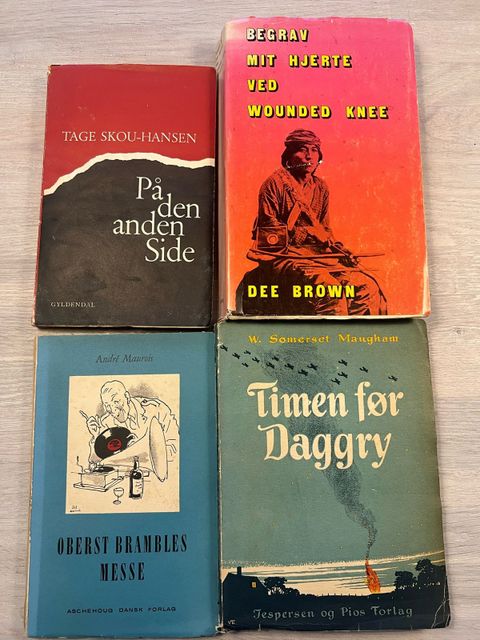 TAGE SKOU-HANSEN
På
den
anden
Side
GYLDENDAL
BEGRAV
MIT HJERTE
VED
WOUNDED KNEE
DEE BROWN
André Maurois
OBERST BRAMBLES
MESSE
ASCHEHOUG DANSK FORLAG
W. Somerset Maugham
Timen før
Daggry
Jespersen og Pios Forlag